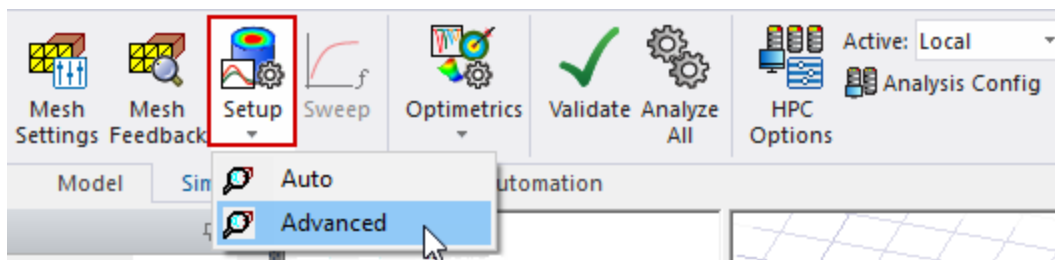 Active: Local
Analysis Config
Mesh Settings
Mesh Feedback
Setup
Sweep
f
Optimetrics
Validate
Analyze All
HPC Options
Model
Auto
Advanced